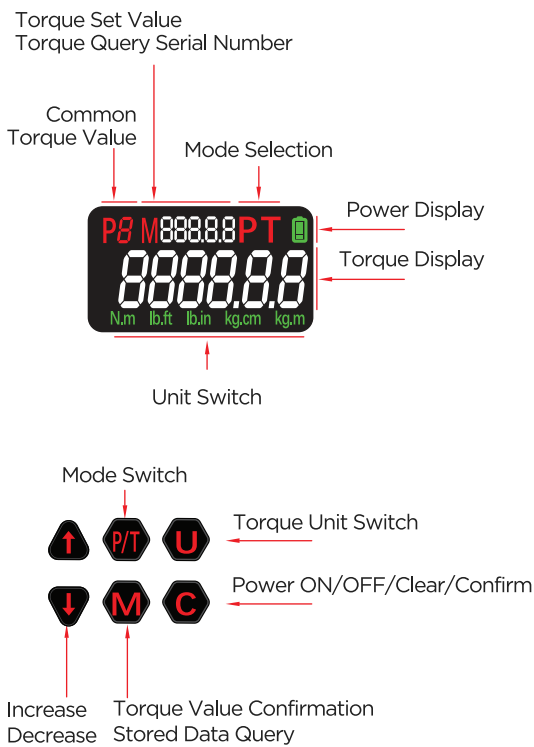 Torque Set Value
Torque Query Serial Number
Common
Torque Value
Mode Selection
P8 M888.8.8 PT
Power Display
8888.8.8
Torque Display
N.m lb.ft lb.in kg.cm kg.m
Unit Switch
Mode Switch
P/T U
Torque Unit Switch
M C
Power ON/OFF/Clear/Confirm
Increase
Decrease
Torque Value Confirmation
Stored Data Query